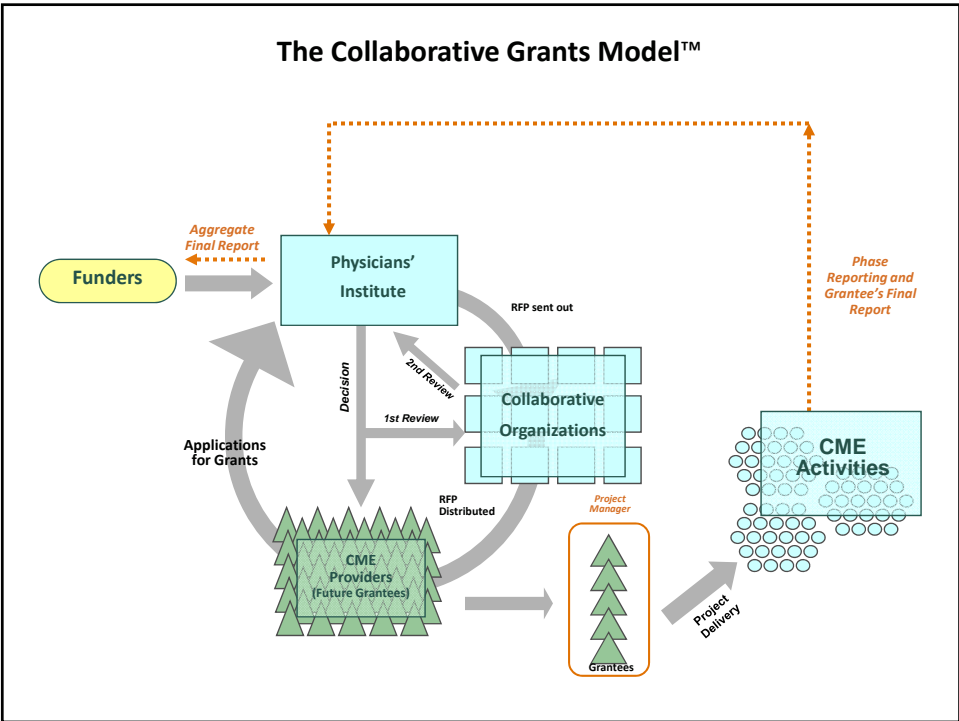 The Collaborative Grants Model™
Aggregate
Final Report
Funders
Physicians’
Institute
RFP sent out
Phase
Reporting and
Grantee’s Final
Report
2nd Review
Decision
1st Review
Collaborative
Organizations
Applications
for Grants
CME
Activities
RFP
Distributed
Project
Manager
CME
Providers
(Future Grantees)
Project
Delivery
Grantees